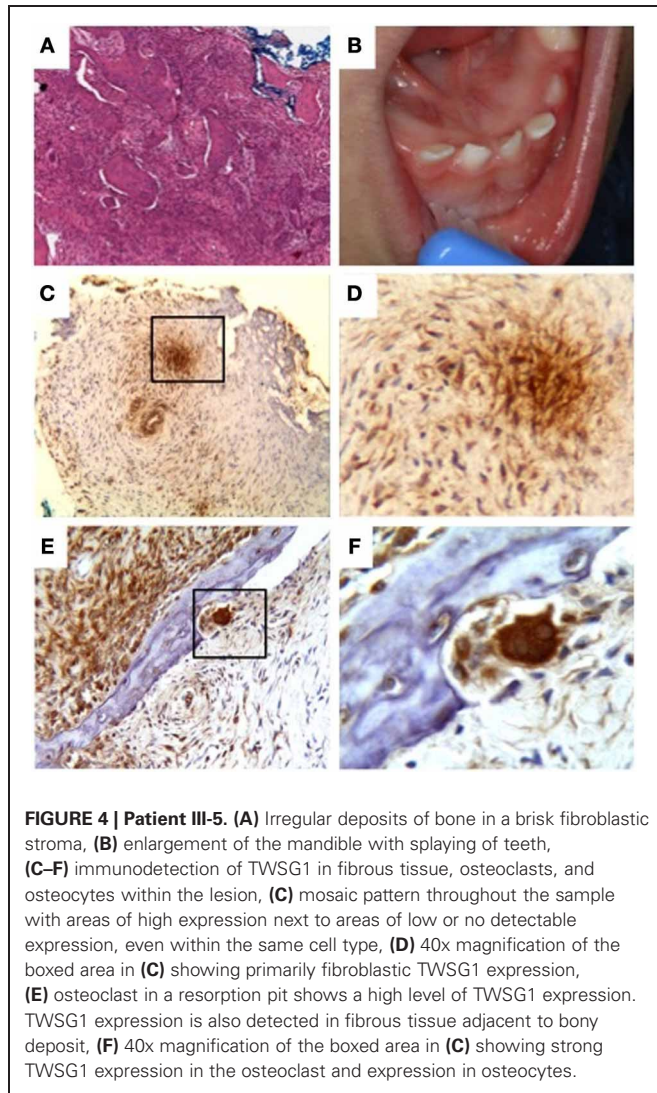 A
B
C
D
E
F
FIGURE 4 | Patient III-5. (A) Irregular deposits of bone in a brisk fibroblastic
stroma, (B) enlargement of the mandible with splaying of teeth,
(C–F) immunodetection of TWSG1 in fibrous tissue, osteoclasts, and
osteocytes within the lesion, (C) mosaic pattern throughout the sample
with areas of high expression next to areas of low or no detectable
expression, even within the same cell type, (D) 40x magnification of the
boxed area in (C) showing primarily fibroblastic TWSG1 expression,
(E) osteoclast in a resorption pit shows a high level of TWSG1 expression.
TWSG1 expression is also detected in fibrous tissue adjacent to bony
deposit, (F) 40x magnification of the boxed area in (C) showing strong
TWSG1 expression in the osteoclast and expression in osteocytes.